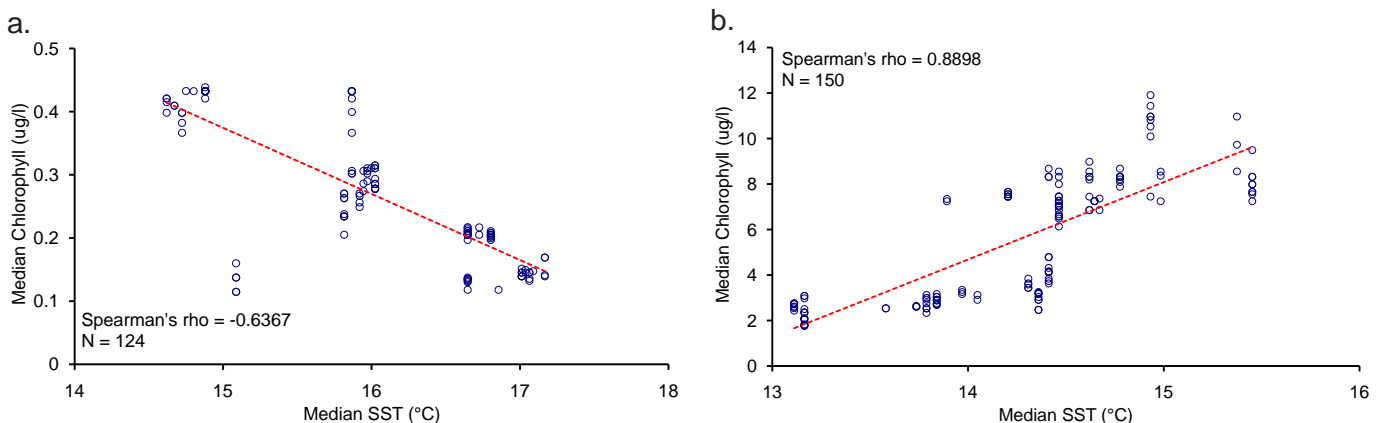 a.
0.5
0.4
0.3
0.2
0.1
0
Median Chlorophyll (ug/l)
Spearman's rho = -0.6367
N = 124
14
15
16
17
18
Median SST (°C)
b.
14
12
10
8
6
4
2
0
Median Chlorophyll (ug/l)
Spearman's rho = 0.8898
N = 150
13
14
15
16
Median SST (°C)